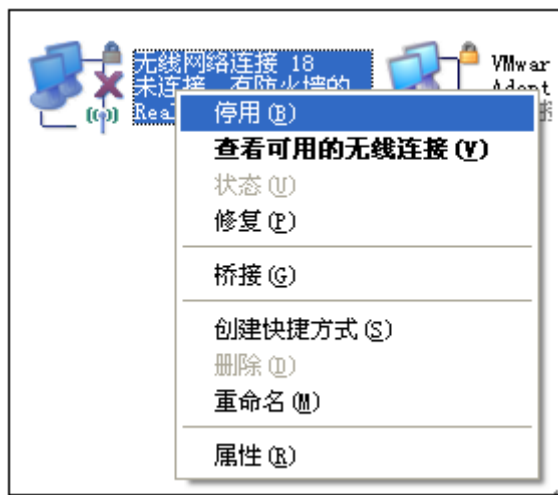 无线网络连接 18
未连接，有防火墙的
VMwar
停用(B)
查看可用的无线连接(V)
状态(U)
修复(P)
桥接(G)
创建快捷方式(S)
删除(D)
重命名(M)
属性(R)